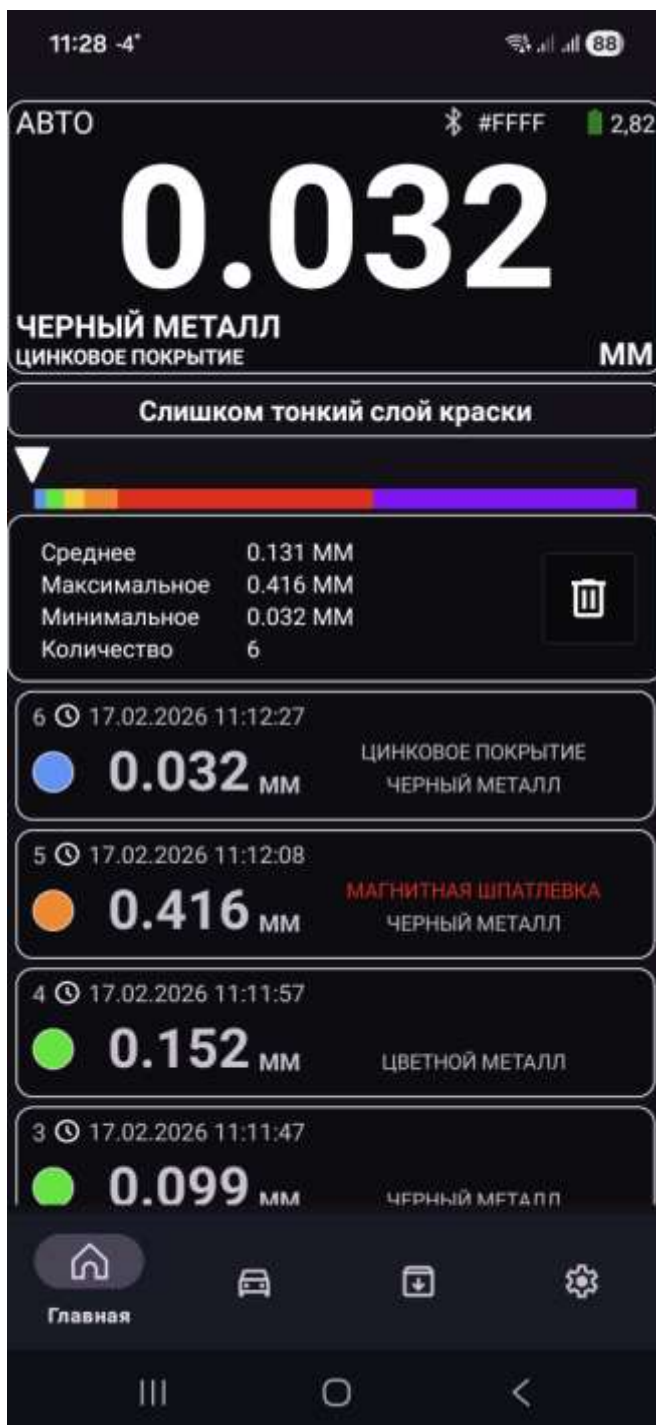 11:28 -4°
88
АВТО #FFFF 2,82
0.032
ЧЕРНЫЙ МЕТАЛЛ
ЦИНКОВОЕ ПОКРЫТИЕ
ММ
Слишком тонкий слой краски
Среднее 0.131 ММ
Максимальное 0.416 ММ
Минимальное 0.032 ММ
Количество 6
6 17.02.2026 11:12:27
0.032 ММ
ЦИНКОВОЕ ПОКРЫТИЕ
ЧЕРНЫЙ МЕТАЛЛ
5 17.02.2026 11:12:08
0.416 ММ
МАГНИТНАЯ ШПАТЛЕВКА
ЧЕРНЫЙ МЕТАЛЛ
4 17.02.2026 11:11:57
0.152 ММ ЦВЕТНОЙ МЕТАЛЛ
3 17.02.2026 11:11:47
0.099 ММ ЧЕРНЫЙ МЕТАЛЛ
Главная